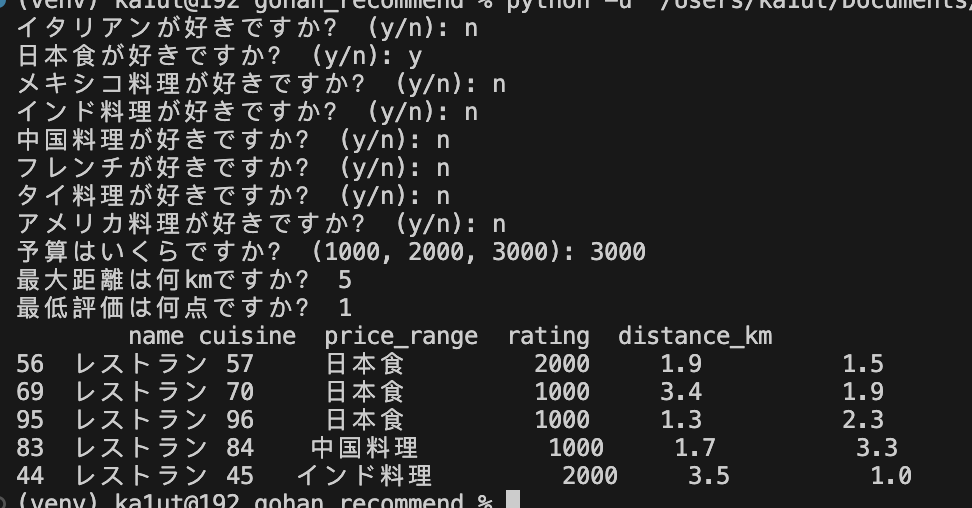 (venv) ka1ut@192 gohan_recommend % python -u "/Users/ka1ut/Documents/
イタリアンが好きですか? (y/n): n
日本食が好きですか? (y/n): y
メキシコ料理が好きですか? (y/n): n
インド料理が好きですか? (y/n): n
中国料理が好きですか? (y/n): n
フレンチが好きですか? (y/n): n
タイ料理が好きですか? (y/n): n
アメリカ料理が好きですか? (y/n): n
予算はいくらですか? (1000, 2000, 3000): 3000
最大距離は何kmですか? 5
最低評価は何点ですか? 1
name cuisine price_range rating distance_km
56 レストラン 57 日本食 2000 1.9 1.5
69 レストラン 70 日本食 1000 3.4 1.9
95 レストラン 96 日本食 1000 1.3 2.3
83 レストラン 84 中国料理 1000 1.7 3.3
44 レストラン 45 インド料理 2000 3.5 1.0
(venv) ka1ut@192 gohan_recommend %